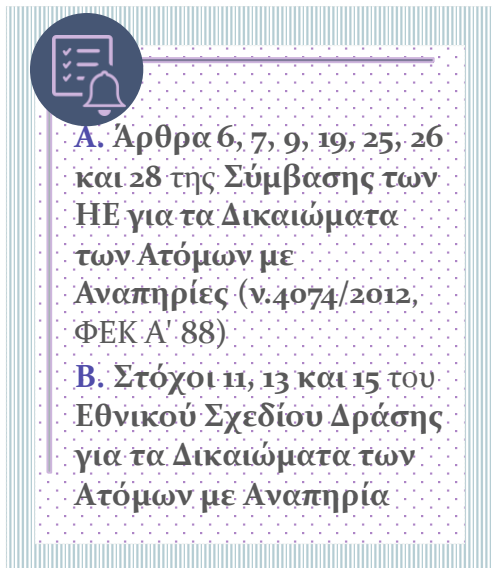 Α. Άρθρα 6, 7, 9, 19, 25, 26
και 28 της Σύμβασης των
ΗΕ για τα Δικαιώματα
των Ατόμων με
Αναπηρίες (ν.4074/2012,
ΦΕΚ Α' 88)
Β. Στόχοι 11, 13 και 15 του
Εθνικού Σχεδίου Δράσης
για τα Δικαιώματα των
Ατόμων με Αναπηρία